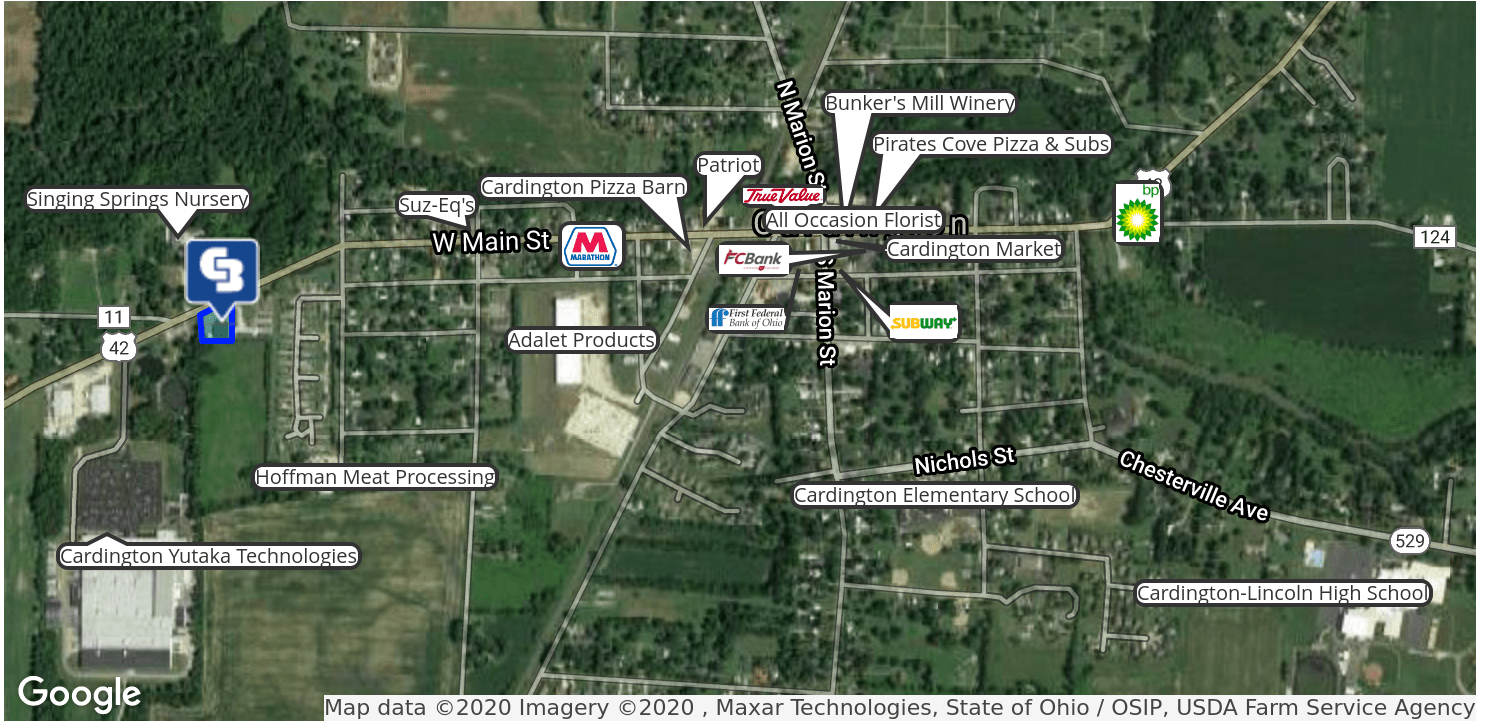 N Marion St
Bunker's Mill Winery
Pirates Cove Pizza & Subs
Patriot
Cardington Pizza Barn
TrueValue
bp
Singing Springs Nursery
Suz-Eq's
All Occasion Florist
W Main St
MARATHON
124
FCBank
Cardington Market
CB
11
42
First Federal
Bank of Ohio
SUBWAY
S Marion St
Adalet Products
Nichols St
Chesterville Ave
Hoffman Meat Processing
Cardington Elementary School
529
Cardington Yutaka Technologies
Cardington-Lincoln High School
Google
Map data ©2020 Imagery ©2020 , Maxar Technologies, State of Ohio / OSIP, USDA Farm Service Agency